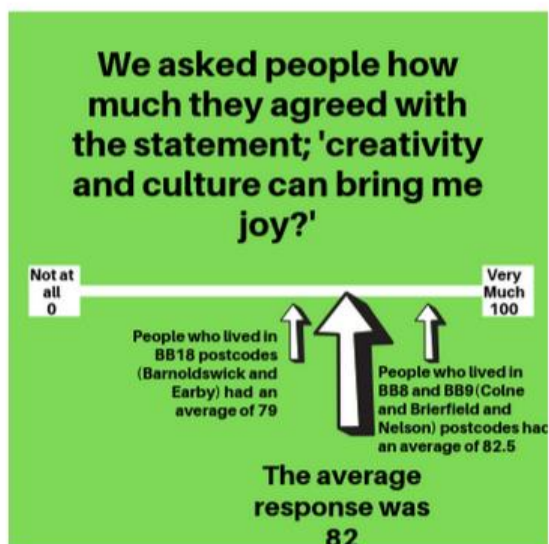 We asked people how
much they agreed with
the statement; 'creativity
and culture can bring me
joy?'
Not at
all
0
Very
Much
100
People who lived in
BB18 postcodes
(Barnoldswick and
Earby) had an
average of 79
People who lived in
BB8 and BB9(Colne
and Brierfield and
Nelson) postcodes had
an average of 82.5
The average
response was
82